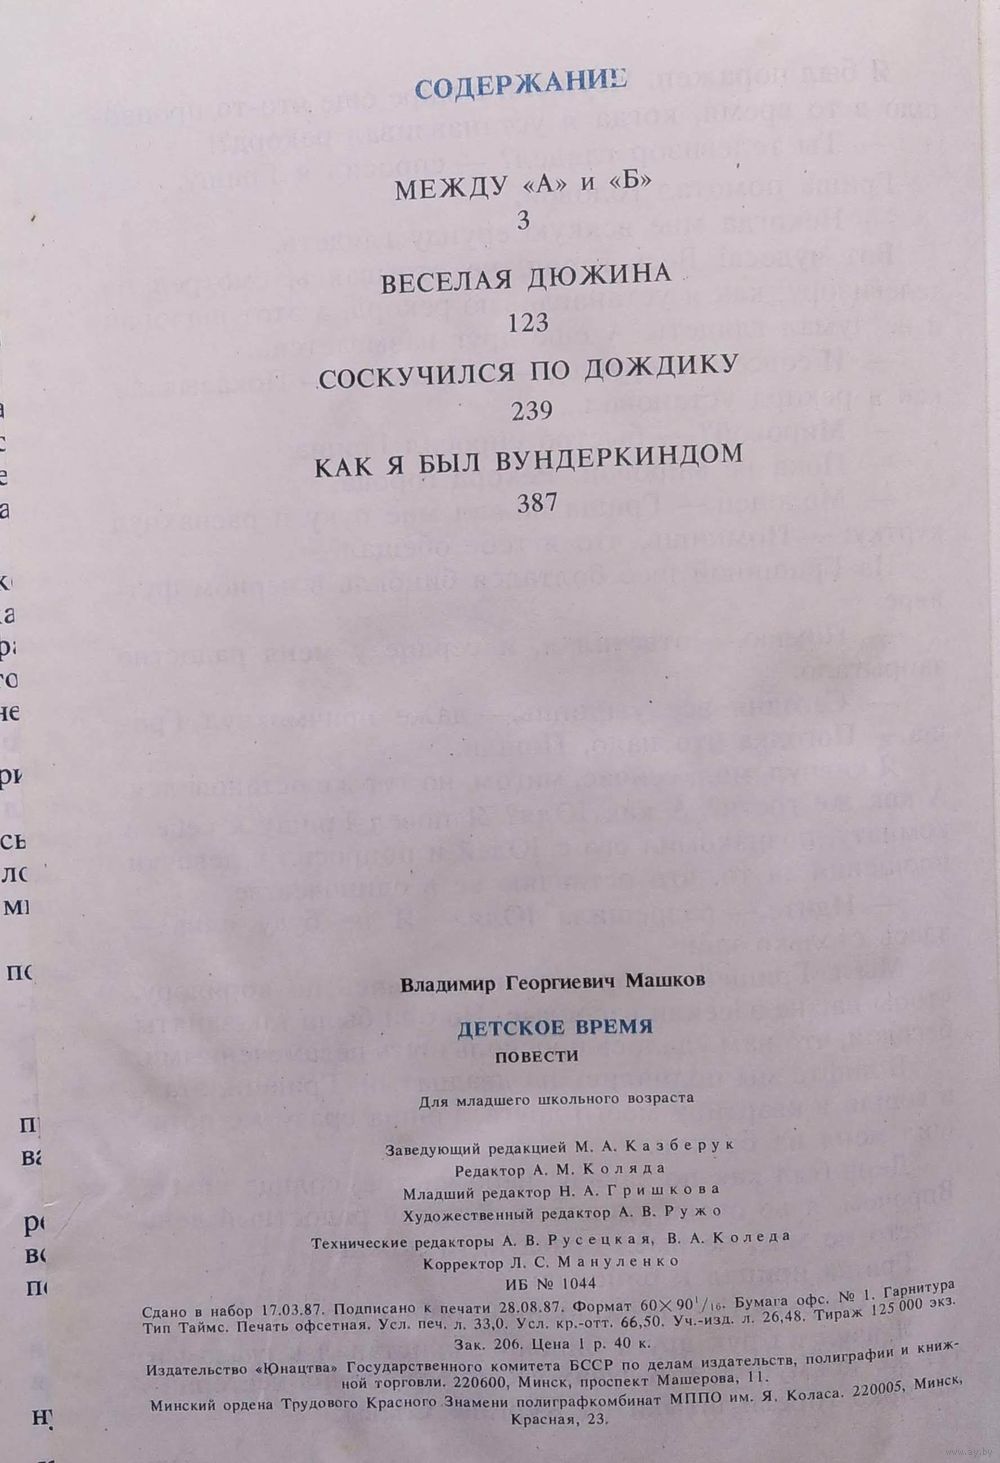 СОДЕРЖАНИЕ
МЕЖДУ «А» и «Б»
3
ВЕСЕЛАЯ ДЮЖИНА
123
СОСКУЧИЛСЯ ПО ДОЖДИКУ
239
КАК Я БЫЛ ВУНДЕРКИНДОМ
387
Владимир Георгиевич Машков
ДЕТСКОЕ ВРЕМЯ
ПОВЕСТИ
Для младшего школьного возраста
Заведующий редакцией М. А. Казберук
Редактор А. М. Коляда
Младший редактор Н. А. Гришкова
Художественный редактор А. В. Ружо
Технические редакторы А. В. Русецкая, В. А. Коледа
Корректор Л. С. Мануленко
ИБ № 1044
Сдано в набор 17.03.87. Подписано к печати 28.08.87. Формат 60×90¹/₁₆. Бумага офс. № 1. Гарнитура
Тип Таймс. Печать офсетная. Усл. печ. л. 33,0. Усл. кр.-отт. 66,50. Уч.-изд. л. 26,48. Тираж 125 000 экз.
Зак. 206. Цена 1 р. 40 к.
Издательство «Юнацтва» Государственного комитета БССР по делам издательств, полиграфии и книж-
ной торговли. 220600, Минск, проспект Машерова, 11.
Минский ордена Трудового Красного Знамени полиграфкомбинат МППО им. Я. Коласа. 220005, Минск,
Красная, 23.
www.ay.by